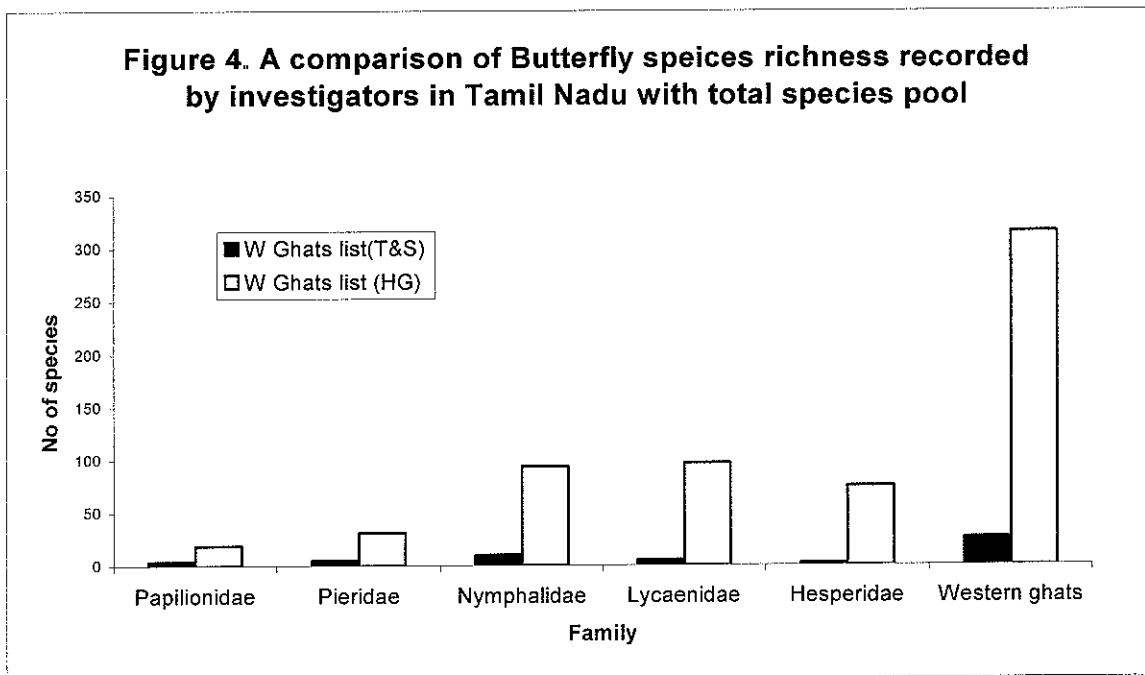 Figure 4. A comparison of Butterfly speices richness recorded
by investigators in Tamil Nadu with total species pool
350
300
250
200
150
100
50
0
No of species
W Ghats list(T&S)
W Ghats list (HG)
Papilionidae Pieridae Nymphalidae Lycaenidae Hesperidae Western ghats
Family